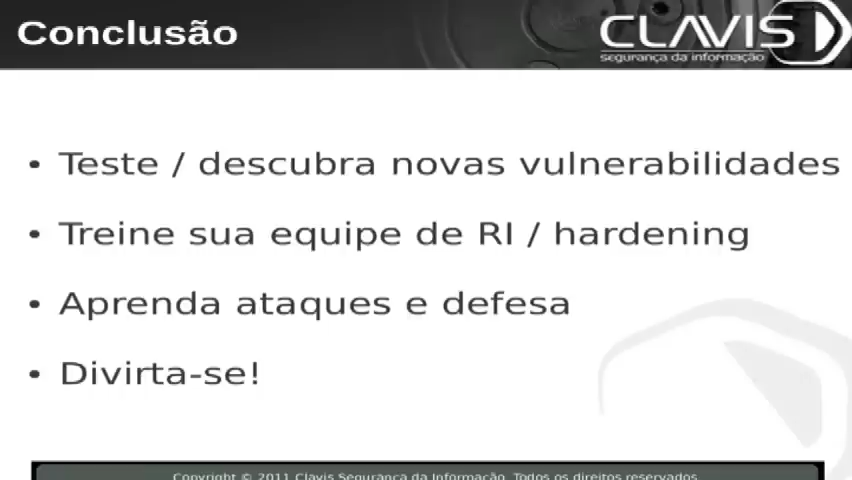 Conclusão
CLAVIS
segurança da informação
• Teste / descubra novas vulnerabilidades
• Treine sua equipe de RI / hardening
• Aprenda ataques e defesa
• Divirta-se!
Copyright © 2011 Clavis Segurança da Informação. Todos os direitos reservados.